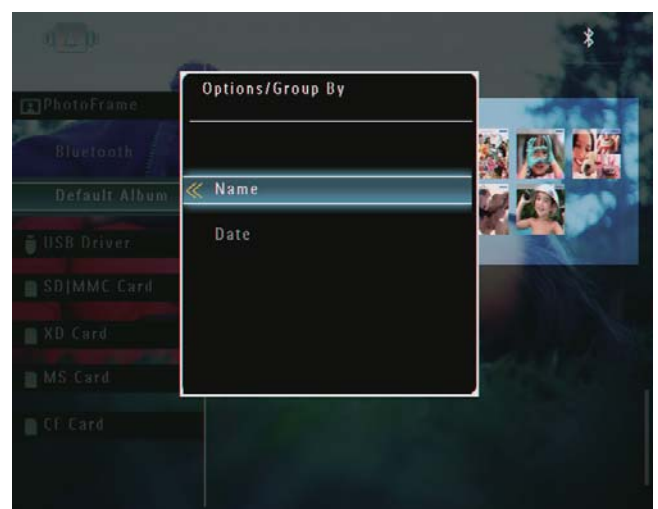 Options/Group By
PhotoFrame
Bluetooth
Name
Default Album
Date
USB Driver
SD|MMC Card
XD Card
MS Card
CF Card